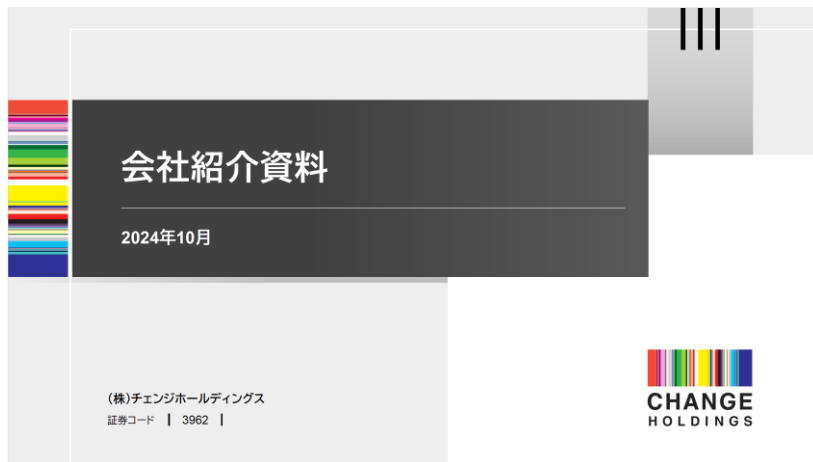 会社紹介資料
2024年10月
(株)チェンジホールディングス
証券コード ┃ 3962 ┃
CHANGE
HOLDINGS